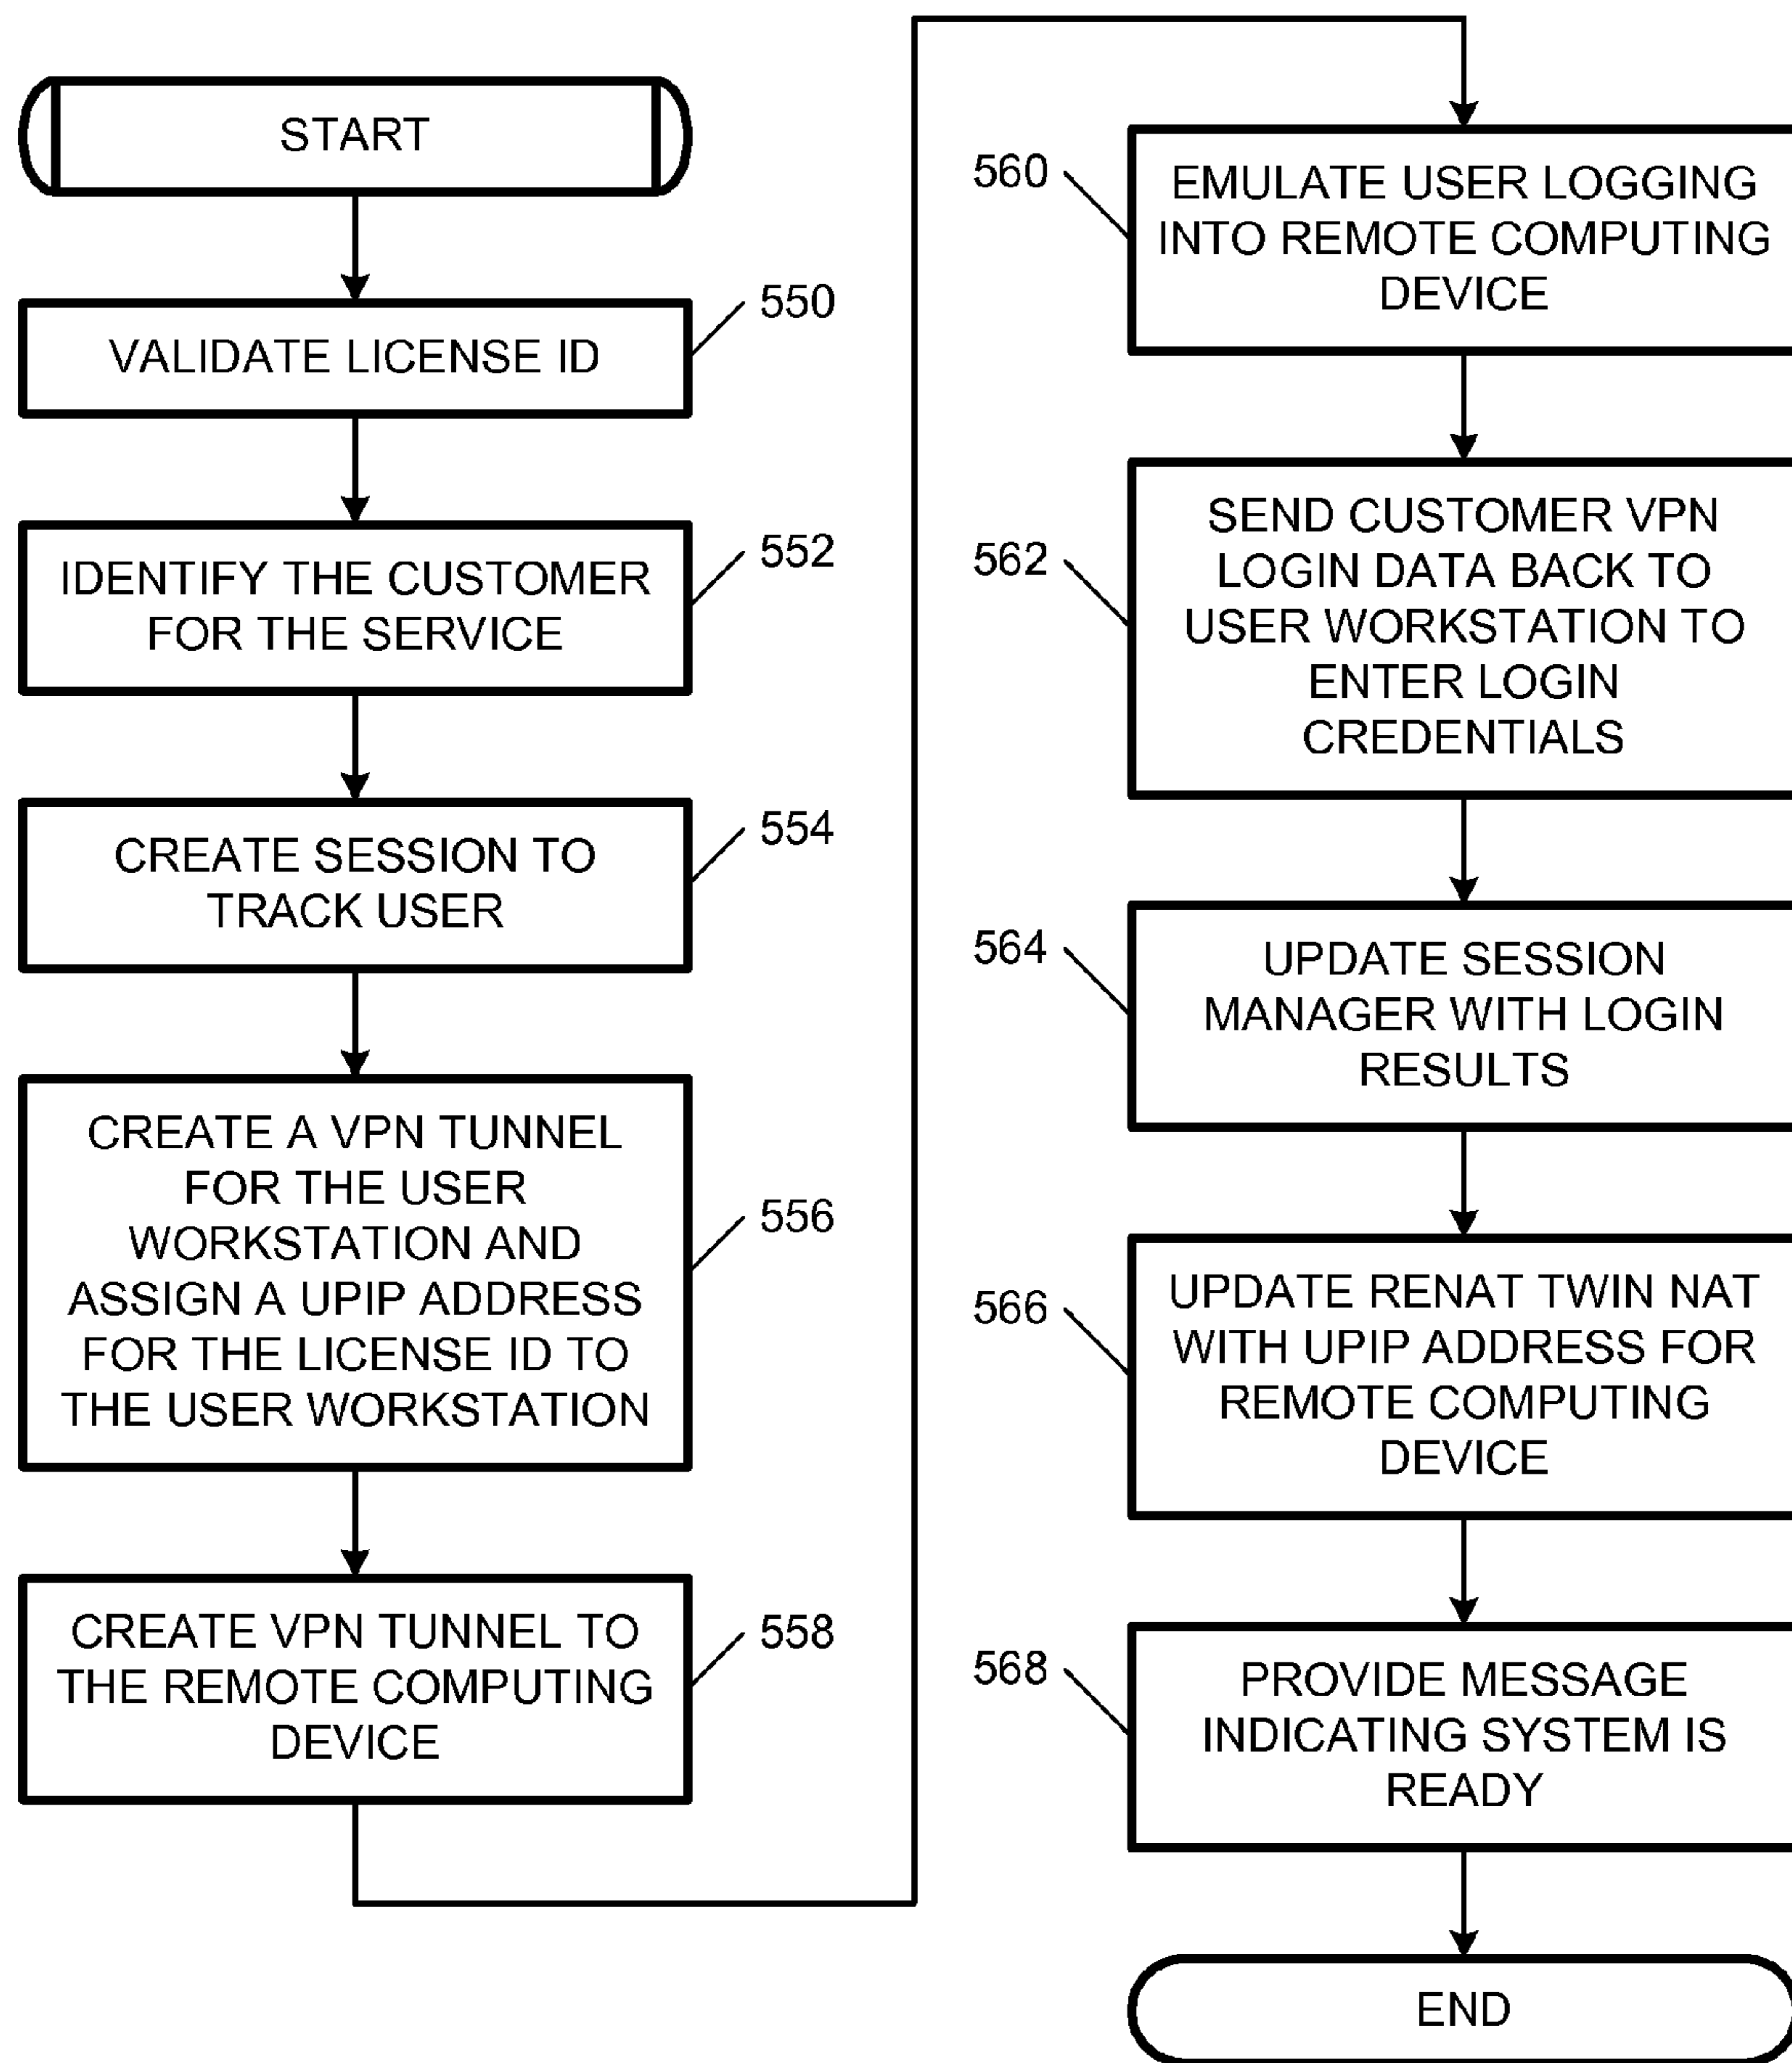 START
VALIDATE LICENSE ID
550
IDENTIFY THE CUSTOMER
FOR THE SERVICE
552
CREATE SESSION TO
TRACK USER
554
CREATE A VPN TUNNEL
FOR THE USER
WORKSTATION AND
ASSIGN A UPIP ADDRESS
FOR THE LICENSE ID TO
THE USER WORKSTATION
556
CREATE VPN TUNNEL TO
THE REMOTE COMPUTING
DEVICE
558
560
EMULATE USER LOGGING
INTO REMOTE COMPUTING
DEVICE
562
SEND CUSTOMER VPN
LOGIN DATA BACK TO
USER WORKSTATION TO
ENTER LOGIN
CREDENTIALS
564
UPDATE SESSION
MANAGER WITH LOGIN
RESULTS
566
UPDATE RENAT TWIN NAT
WITH UPIP ADDRESS FOR
REMOTE COMPUTING
DEVICE
568
PROVIDE MESSAGE
INDICATING SYSTEM IS
READY
END